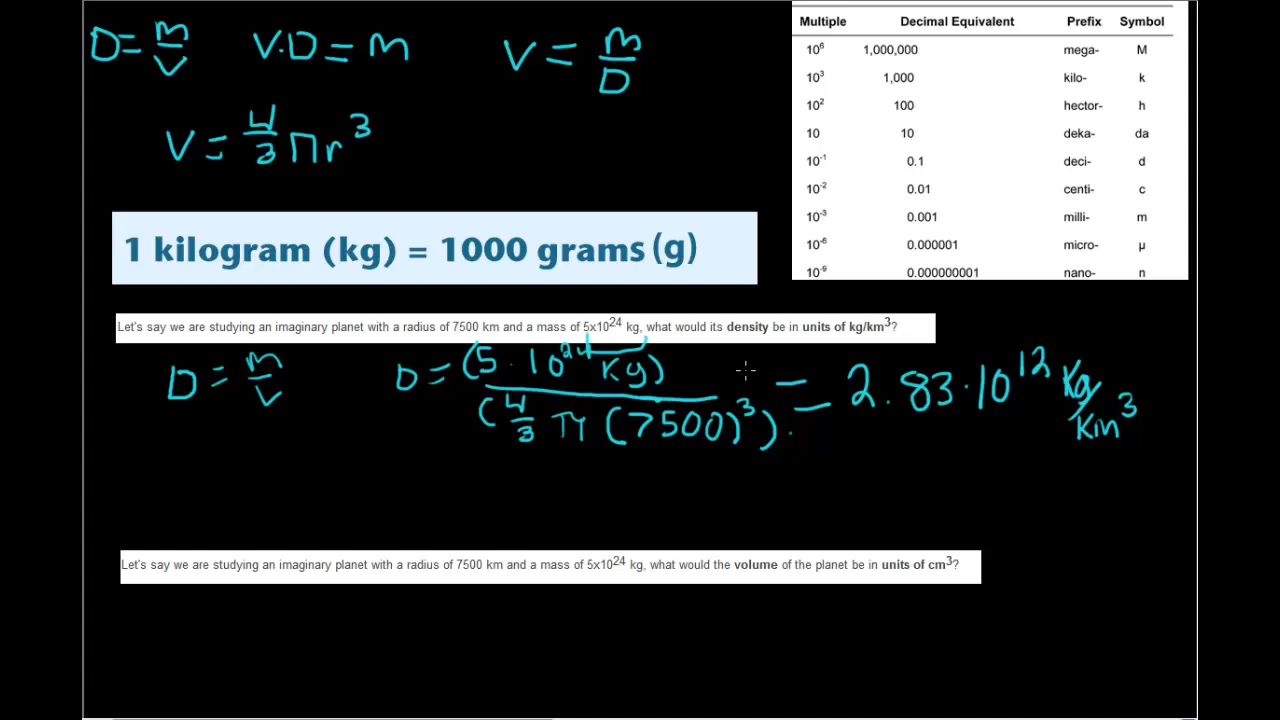 D = m/V V·D = m V = m/D
V = 4/3 πr³
Multiple Decimal Equivalent Prefix Symbol
10⁶ 1,000,000 mega- M
10³ 1,000 kilo- k
10² 100 hector- h
10 10 deka- da
10⁻¹ 0.1 deci- d
10⁻² 0.01 centi- c
10⁻³ 0.001 milli- m
10⁻⁶ 0.000001 micro- µ
10⁻⁹ 0.000000001 nano- n
1 kilogram (kg) = 1000 grams (g)
Let's say we are studying an imaginary planet with a radius of 7500 km and a mass of 5x10²⁴ kg, what would its density be in units of kg/km³?
D = m/V D = (5·10²⁴ Kg) / (4/3 π (7500)³) = 2.83·10¹² Kg/Km³
Let's say we are studying an imaginary planet with a radius of 7500 km and a mass of 5x10²⁴ kg, what would the volume of the planet be in units of cm³?